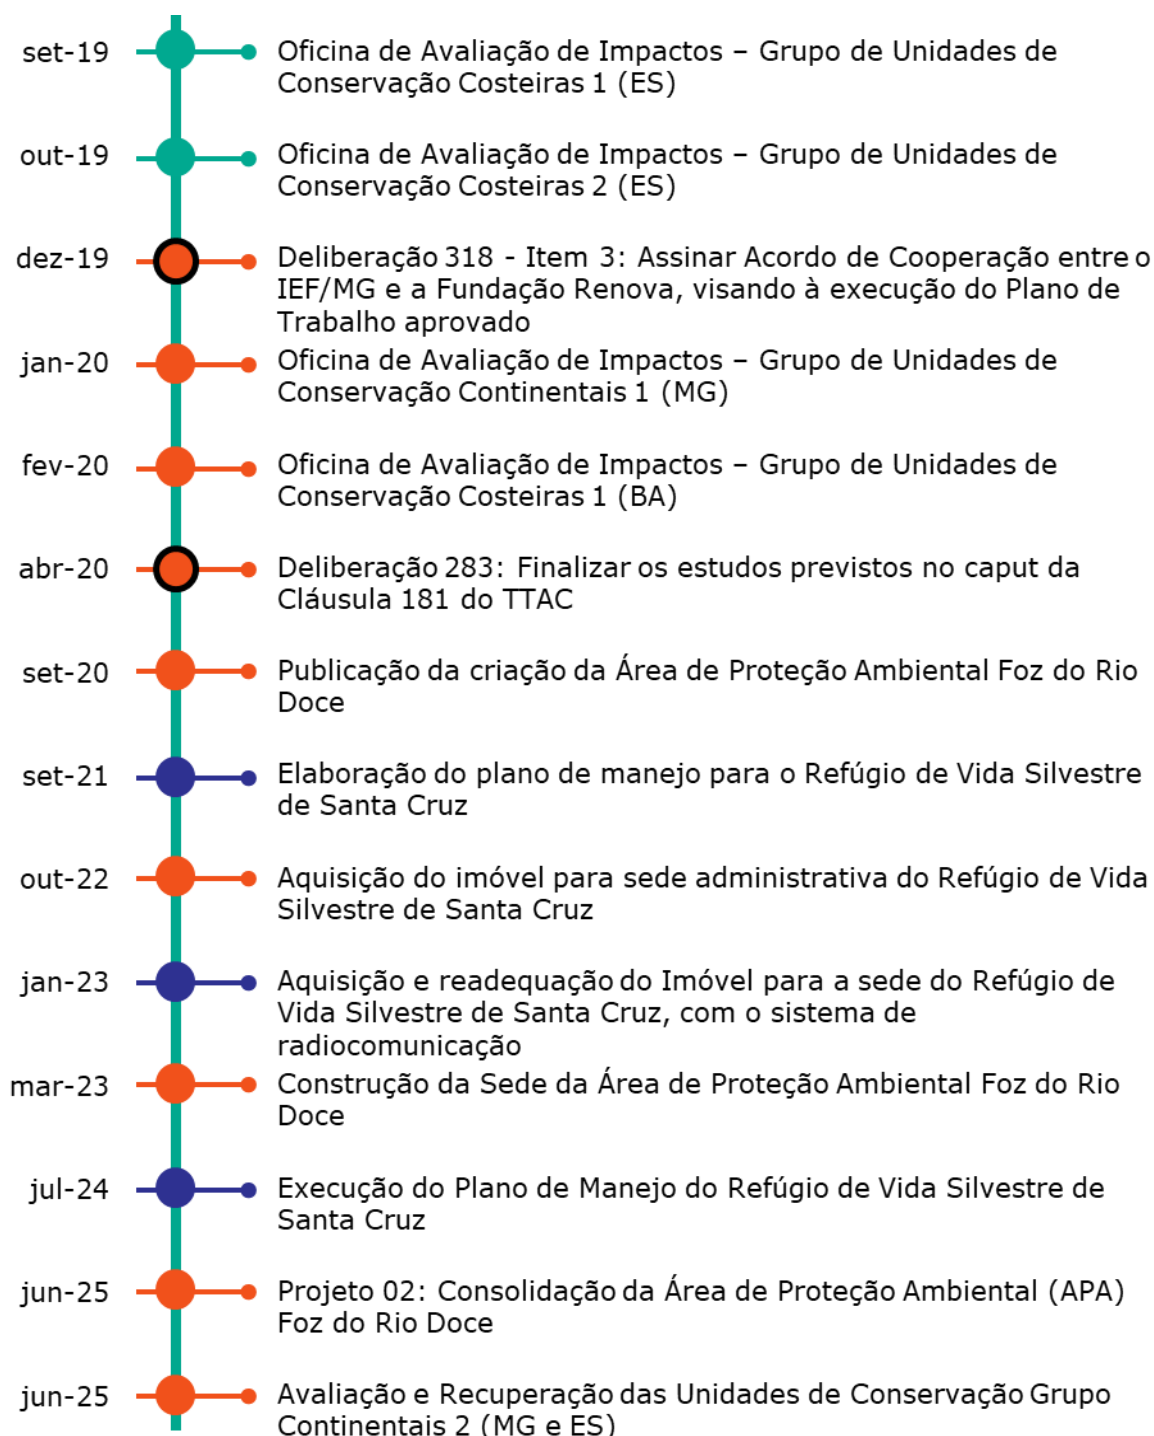 set-19
Oficina de Avaliação de Impactos – Grupo de Unidades de
Conservação Costeiras 1 (ES)
out-19
Oficina de Avaliação de Impactos – Grupo de Unidades de
Conservação Costeiras 2 (ES)
dez-19
Deliberação 318 - Item 3: Assinar Acordo de Cooperação entre o
IEF/MG e a Fundação Renova, visando à execução do Plano de
Trabalho aprovado
jan-20
Oficina de Avaliação de Impactos – Grupo de Unidades de
Conservação Continentais 1 (MG)
fev-20
Oficina de Avaliação de Impactos – Grupo de Unidades de
Conservação Costeiras 1 (BA)
abr-20
Deliberação 283: Finalizar os estudos previstos no caput da
Cláusula 181 do TTAC
set-20
Publicação da criação da Área de Proteção Ambiental Foz do Rio
Doce
set-21
Elaboração do plano de manejo para o Refúgio de Vida Silvestre
de Santa Cruz
out-22
Aquisição do imóvel para sede administrativa do Refúgio de Vida
Silvestre de Santa Cruz
jan-23
Aquisição e readequação do Imóvel para a sede do Refúgio de
Vida Silvestre de Santa Cruz, com o sistema de
radiocomunicação
mar-23
Construção da Sede da Área de Proteção Ambiental Foz do Rio
Doce
jul-24
Execução do Plano de Manejo do Refúgio de Vida Silvestre de
Santa Cruz
jun-25
Projeto 02: Consolidação da Área de Proteção Ambiental (APA)
Foz do Rio Doce
jun-25
Avaliação e Recuperação das Unidades de Conservação Grupo
Continentais 2 (MG e ES)